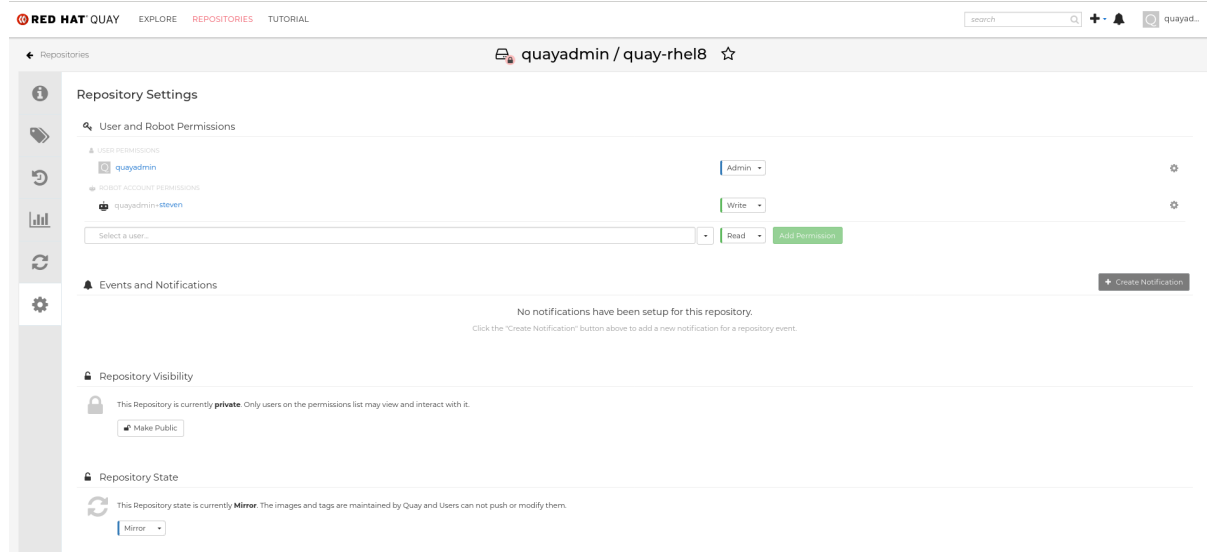 RED HAT QUAY EXPLORE REPOSITORIES TUTORIAL search quayad...
Repositories quayadmin / quay-rhel8
Repository Settings
User and Robot Permissions
USER PERMISSIONS
Q quayadmin Admin
ROBOT ACCOUNT PERMISSIONS
quayadmin+steven Write
Select a user... Read Add Permission
Events and Notifications + Create Notification
No notifications have been setup for this repository.
Click the "Create Notification" button above to add a new notification for a repository event.
Repository Visibility
This Repository is currently private. Only users on the permissions list may view and interact with it.
Make Public
Repository State
This Repository state is currently Mirror. The images and tags are maintained by Quay and Users can not push or modify them.
Mirror